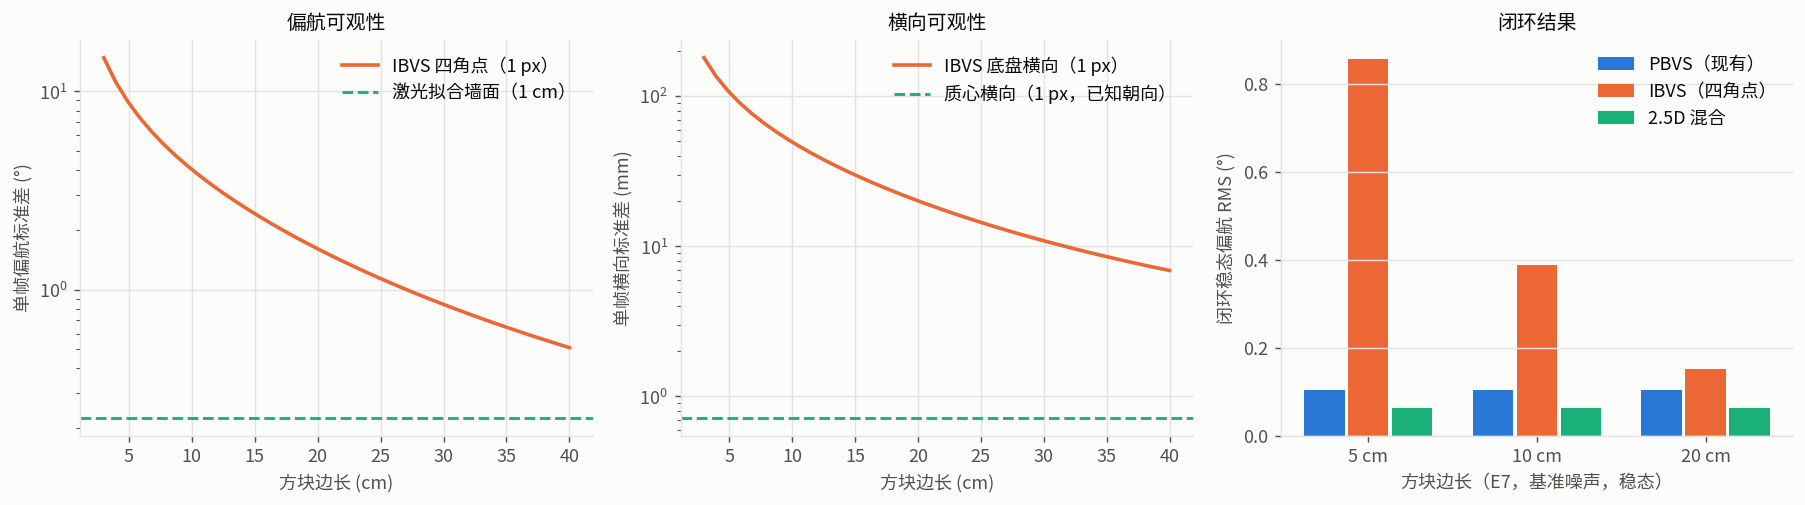 偏航可观性
IBVS 四角点（1 px）
激光拟合墙面（1 cm）
单帧偏航标准差 (°)
10¹
10⁰
5 10 15 20 25 30 35 40
方块边长 (cm)
横向可观性
IBVS 底盘横向（1 px）
质心横向（1 px，已知朝向）
单帧横向标准差 (mm)
10²
10¹
10⁰
5 10 15 20 25 30 35 40
方块边长 (cm)
闭环结果
PBVS（现有）
IBVS（四角点）
2.5D 混合
闭环稳态偏航 RMS (°)
0.8
0.6
0.4
0.2
0.0
5 cm 10 cm 20 cm
方块边长（E7，基准噪声，稳态）